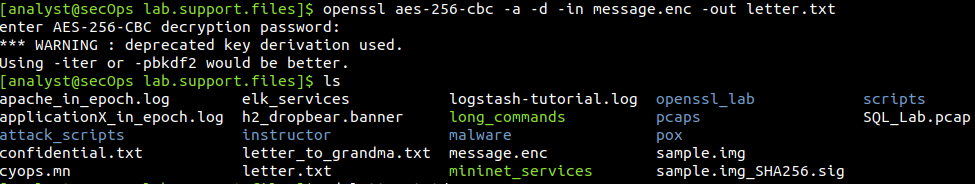 [analyst@secOps lab.support.files]$ openssl aes-256-cbc -a -d -in message.enc -out letter.txt
enter AES-256-CBC decryption password:
*** WARNING : deprecated key derivation used.
Using -iter or -pbkdf2 would be better.
[analyst@secOps lab.support.files]$ ls
apache_in_epoch.log elk_services logstash-tutorial.log openssl_lab scripts
applicationX_in_epoch.log h2_dropbear.banner long_commands pcaps SQL_Lab.pcap
attack_scripts instructor malware pox
confidential.txt letter_to_grandma.txt message.enc sample.img
cyops.mn letter.txt mininet_services sample.img_SHA256.sig